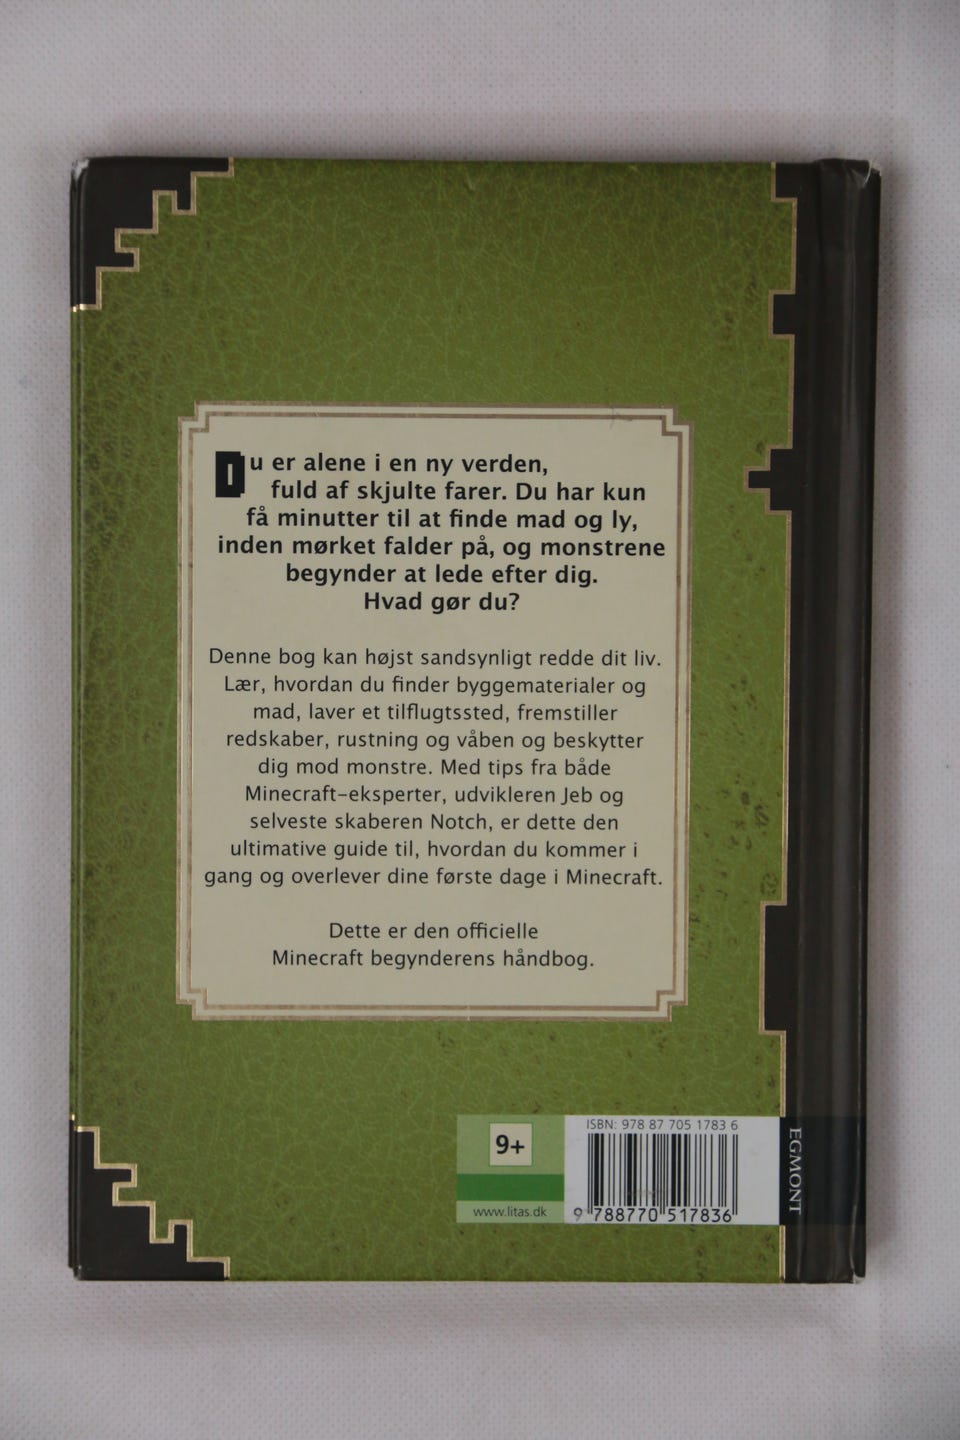 Du er alene i en ny verden,
fuld af skjulte farer. Du har kun
få minutter til at finde mad og ly,
inden mørket falder på, og monstrene
begynder at lede efter dig.
Hvad gør du?
Denne bog kan højst sandsynligt redde dit liv.
Lær, hvordan du finder byggematerialer og
mad, laver et tilflugtssted, fremstiller
redskaber, rustning og våben og beskytter
dig mod monstre. Med tips fra både
Minecraft-eksperter, udvikleren Jeb og
selveste skaberen Notch, er dette den
ultimative guide til, hvordan du kommer i
gang og overlever dine første dage i Minecraft.
Dette er den officielle
Minecraft begynderens håndbog.
9+
www.litas.dk
ISBN: 978 87 705 1783 6
9 788770 517836
EGMONT